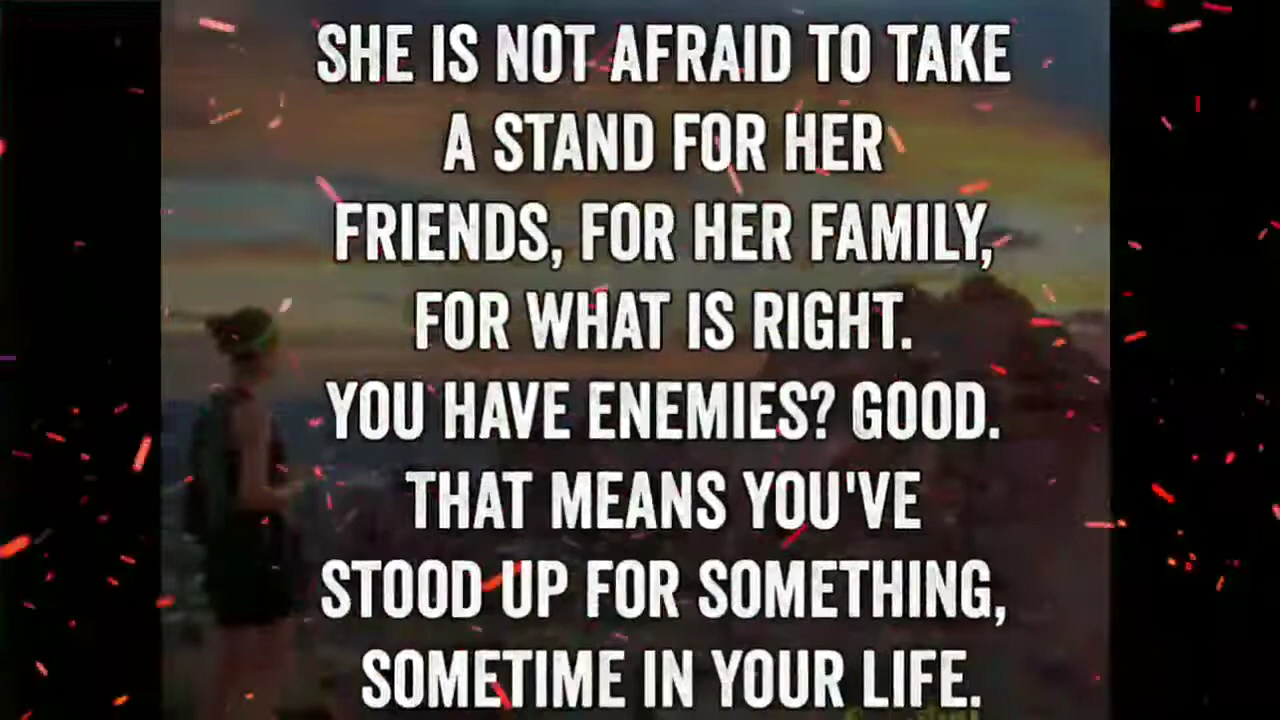 SHE IS NOT AFRAID TO TAKE
A STAND FOR HER
FRIENDS, FOR HER FAMILY,
FOR WHAT IS RIGHT.
YOU HAVE ENEMIES? GOOD.
THAT MEANS YOU'VE
STOOD UP FOR SOMETHING,
SOMETIME IN YOUR LIFE.